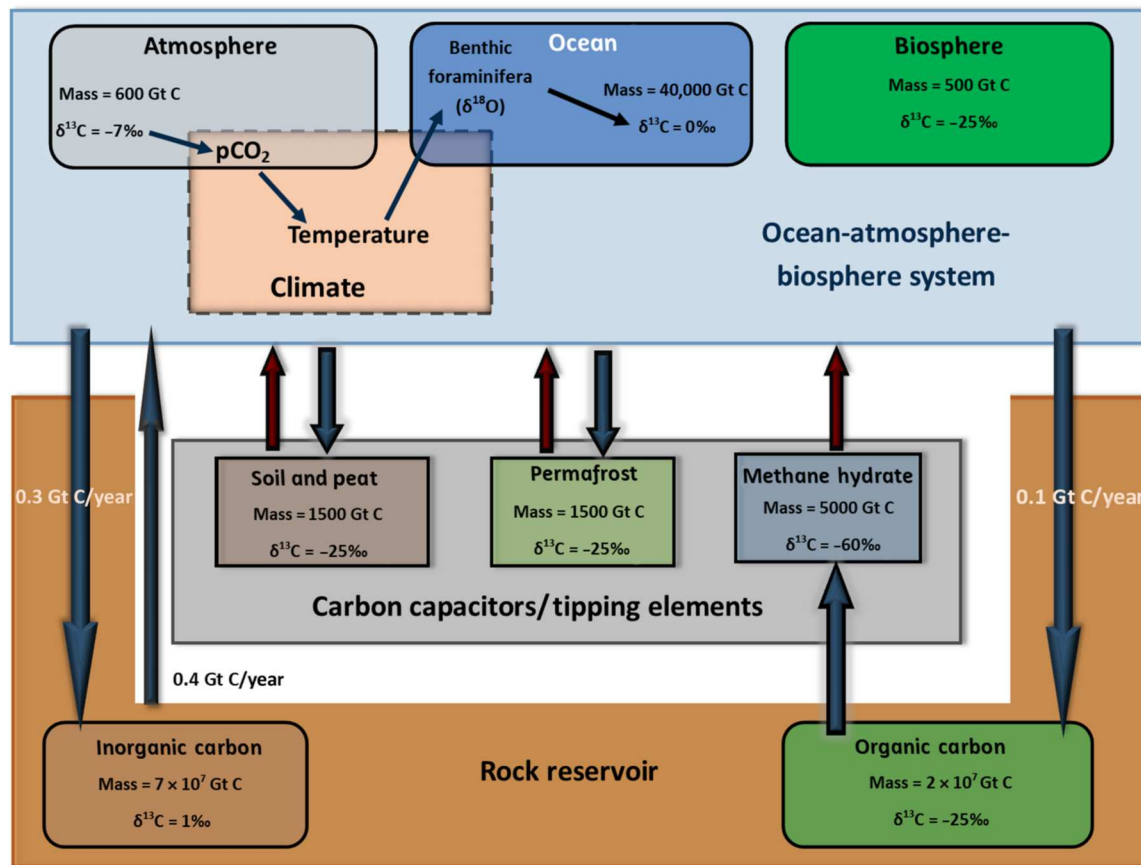 Atmosphere
Mass = 600 Gt C
δ¹³C = −7‰
pCO₂
Temperature
Climate
Ocean
Benthic
foraminifera
(δ¹⁸O)
Mass = 40,000 Gt C
δ¹³C = 0‰
Biosphere
Mass = 500 Gt C
δ¹³C = −25‰
Ocean-atmosphere-
biosphere system
0.3 Gt C/year
Soil and peat
Mass = 1500 Gt C
δ¹³C = −25‰
Permafrost
Mass = 1500 Gt C
δ¹³C = −25‰
Methane hydrate
Mass = 5000 Gt C
δ¹³C = −60‰
0.1 Gt C/year
Carbon capacitors/ tipping elements
0.4 Gt C/year
Inorganic carbon
Mass = 7 × 10⁷ Gt C
δ¹³C = 1‰
Rock reservoir
Organic carbon
Mass = 2 × 10⁷ Gt C
δ¹³C = −25‰